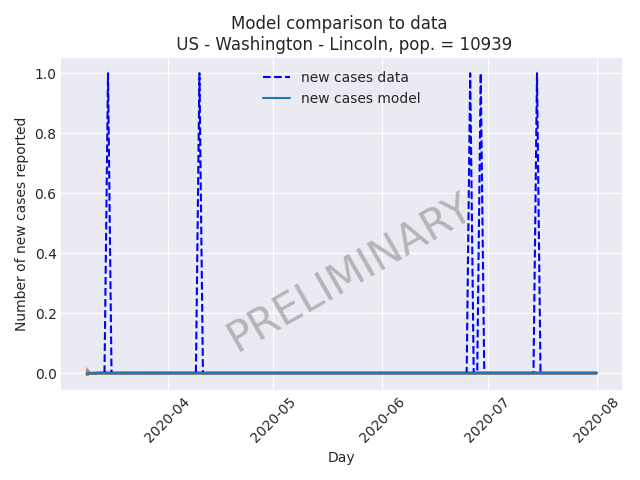 Model comparison to data
US - Washington - Lincoln, pop. = 10939
new cases data
new cases model
Number of new cases reported
1.0
0.8
0.6
0.4
0.2
0.0
PRELIMINARY
2020-04
2020-05
2020-06
2020-07
2020-08
Day